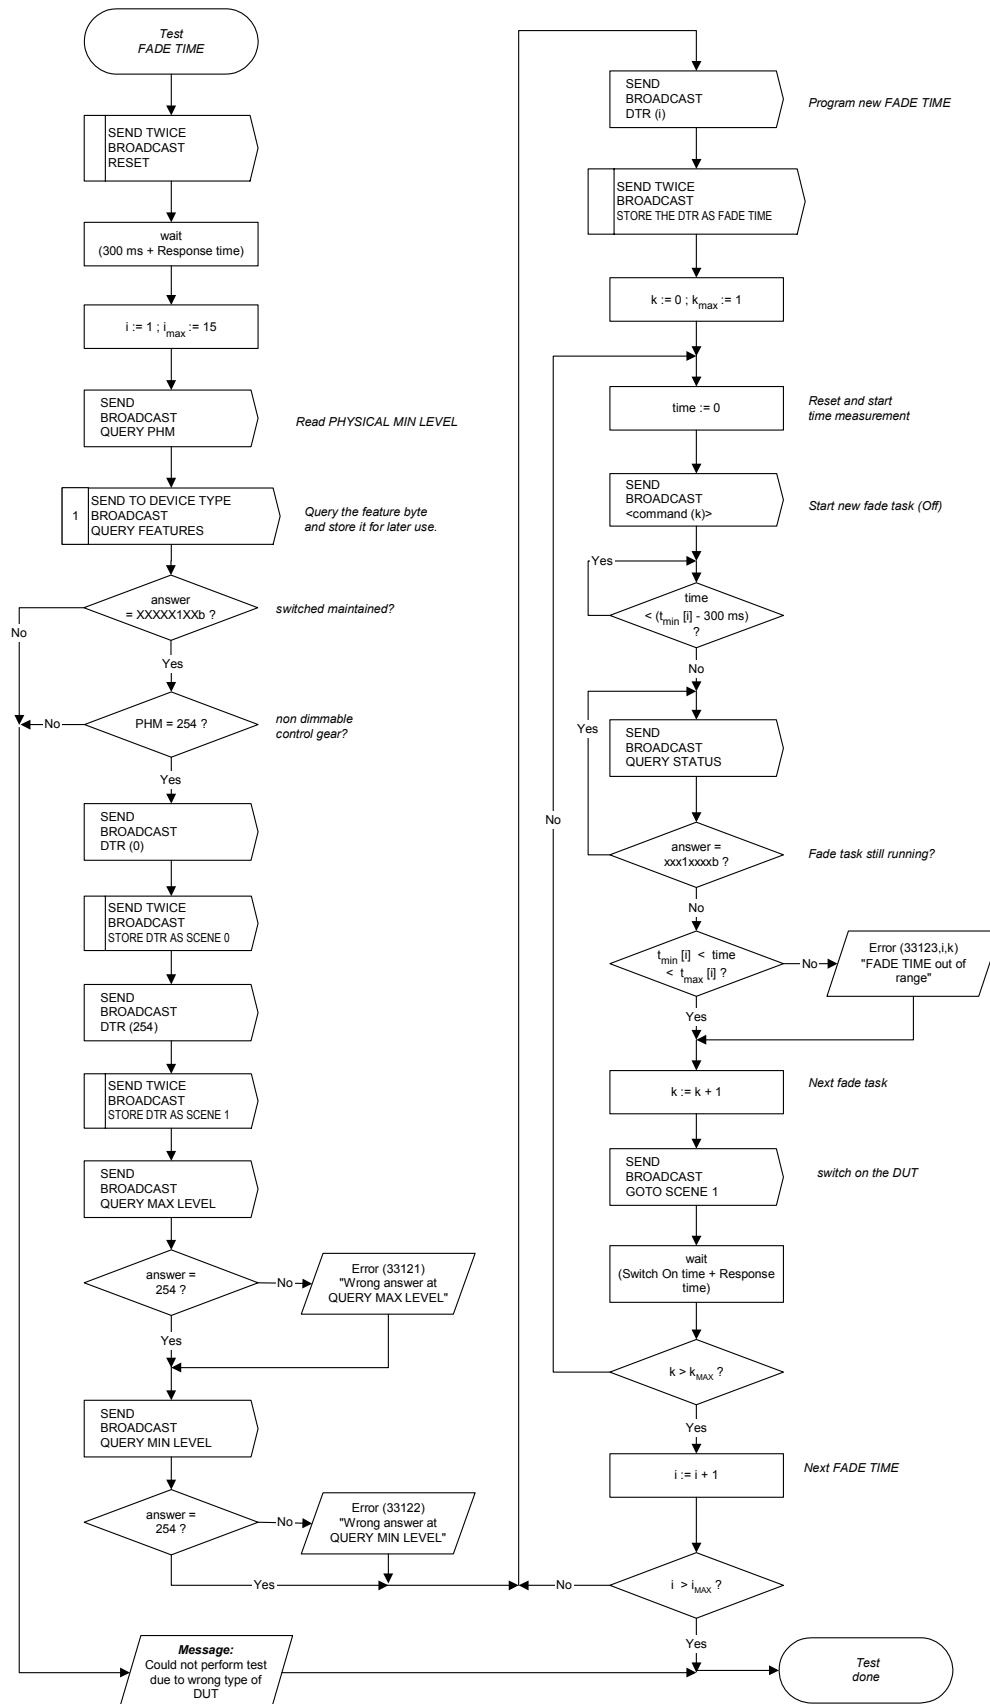 Test
FADE TIME
SEND TWICE
BROADCAST
RESET
wait
(300 ms + Response time)
i := 1 ; imax := 15
SEND
BROADCAST
QUERY PHM
Read PHYSICAL MIN LEVEL
1
SEND TO DEVICE TYPE
BROADCAST
QUERY FEATURES
Query the feature byte
and store it for later use.
answer
= XXXXX1XXb ?
switched maintained?
No
Yes
PHM = 254 ?
No
non dimmable
control gear?
Yes
SEND
BROADCAST
DTR (0)
SEND TWICE
BROADCAST
STORE DTR AS SCENE 0
SEND
BROADCAST
DTR (254)
SEND TWICE
BROADCAST
STORE DTR AS SCENE 1
SEND
BROADCAST
QUERY MAX LEVEL
answer =
254 ?
No
Error (33121)
"Wrong answer at
QUERY MAX LEVEL"
Yes
SEND
BROADCAST
QUERY MIN LEVEL
answer =
254 ?
No
Error (33122)
"Wrong answer at
QUERY MIN LEVEL"
Yes
Message:
Could not perform test
due to wrong type of
DUT
SEND
BROADCAST
DTR (i)
Program new FADE TIME
SEND TWICE
BROADCAST
STORE THE DTR AS FADE TIME
k := 0 ; kmax := 1
time := 0
Reset and start
time measurement
SEND
BROADCAST
<command (k)>
Start new fade task (Off)
Yes
time
< (tmin [i] - 300 ms)
?
No
Yes
SEND
BROADCAST
QUERY STATUS
No
answer =
xxx1xxxxb ?
Fade task still running?
No
tmin [i] < time
< tmax [i] ?
No
Error (33123,i,k)
"FADE TIME out of
range"
Yes
k := k + 1
Next fade task
SEND
BROADCAST
GOTO SCENE 1
switch on the DUT
wait
(Switch On time + Response
time)
k > kMAX ?
Yes
i := i + 1
Next FADE TIME
i > iMAX ?
No
Yes
Test
done